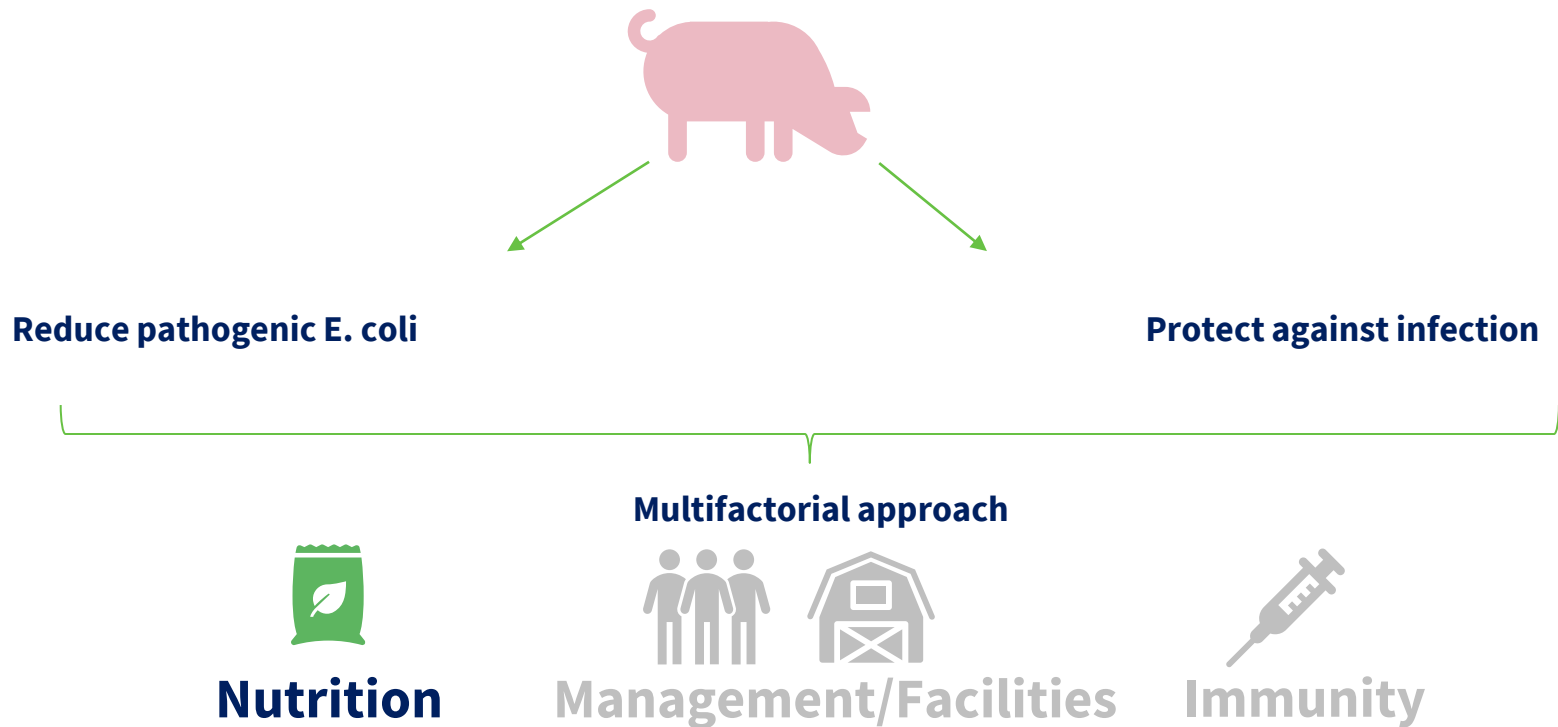 Reduce pathogenic E. coli
Protect against infection
Multifactorial approach
Nutrition
Management/Facilities
Immunity